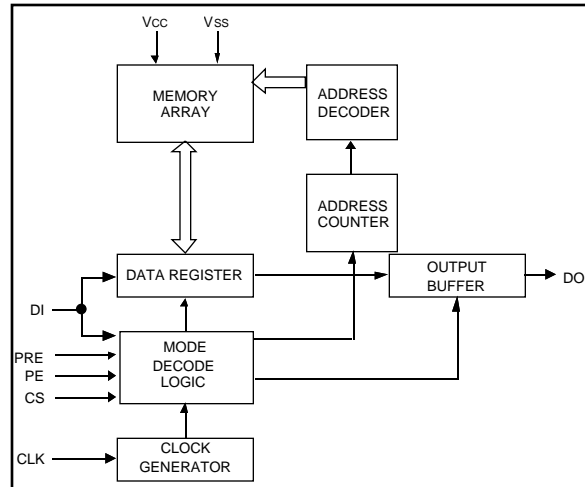 VCC
VSS
MEMORY
ARRAY
ADDRESS
DECODER
ADDRESS
COUNTER
DATA REGISTER
OUTPUT
BUFFER
DO
DI
MODE
DECODE
LOGIC
PRE
PE
CS
CLK
CLOCK
GENERATOR